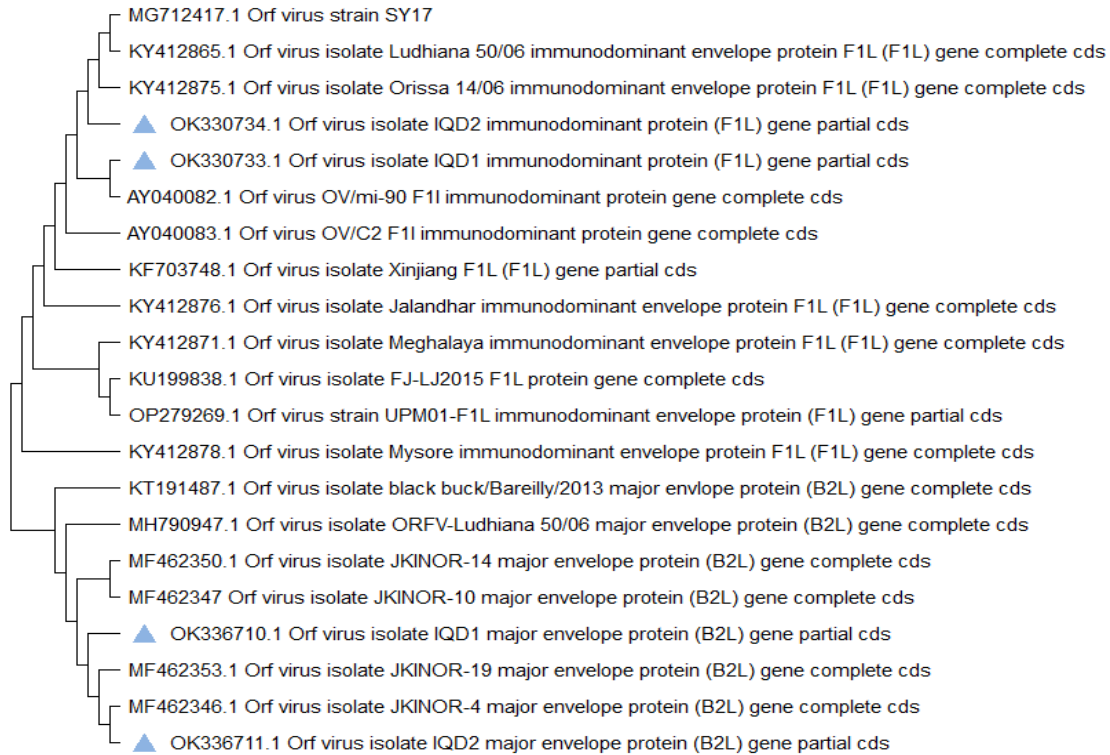 MG712417.1 Orf virus strain SY17
KY412865.1 Orf virus isolate Ludhiana 50/06 immunodominant envelope protein F1L (F1L) gene complete cds
KY412875.1 Orf virus isolate Orissa 14/06 immunodominant envelope protein F1L (F1L) gene complete cds
OK330734.1 Orf virus isolate IQD2 immunodominant protein (F1L) gene partial cds
OK330733.1 Orf virus isolate IQD1 immunodominant protein (F1L) gene partial cds
AY040082.1 Orf virus OV/mi-90 F1l immunodominant protein gene complete cds
AY040083.1 Orf virus OV/C2 F1l immunodominant protein gene complete cds
KF703748.1 Orf virus isolate Xinjiang F1L (F1L) gene partial cds
KY412876.1 Orf virus isolate Jalandhar immunodominant envelope protein F1L (F1L) gene complete cds
KY412871.1 Orf virus isolate Meghalaya immunodominant envelope protein F1L (F1L) gene complete cds
KU199838.1 Orf virus isolate FJ-LJ2015 F1L protein gene complete cds
OP279269.1 Orf virus strain UPM01-F1L immunodominant envelope protein (F1L) gene partial cds
KY412878.1 Orf virus isolate Mysore immunodominant envelope protein F1L (F1L) gene complete cds
KT191487.1 Orf virus isolate black buck/Bareilly/2013 major envlope protein (B2L) gene complete cds
MH790947.1 Orf virus isolate ORFV-Ludhiana 50/06 major envelope protein (B2L) gene complete cds
MF462350.1 Orf virus isolate JKINOR-14 major envelope protein (B2L) gene complete cds
MF462347 Orf virus isolate JKINOR-10 major envelope protein (B2L) gene complete cds
OK336710.1 Orf virus isolate IQD1 major envelope protein (B2L) gene partial cds
MF462353.1 Orf virus isolate JKINOR-19 major envelope protein (B2L) gene complete cds
MF462346.1 Orf virus isolate JKINOR-4 major envelope protein (B2L) gene complete cds
OK336711.1 Orf virus isolate IQD2 major envelope protein (B2L) gene partial cds